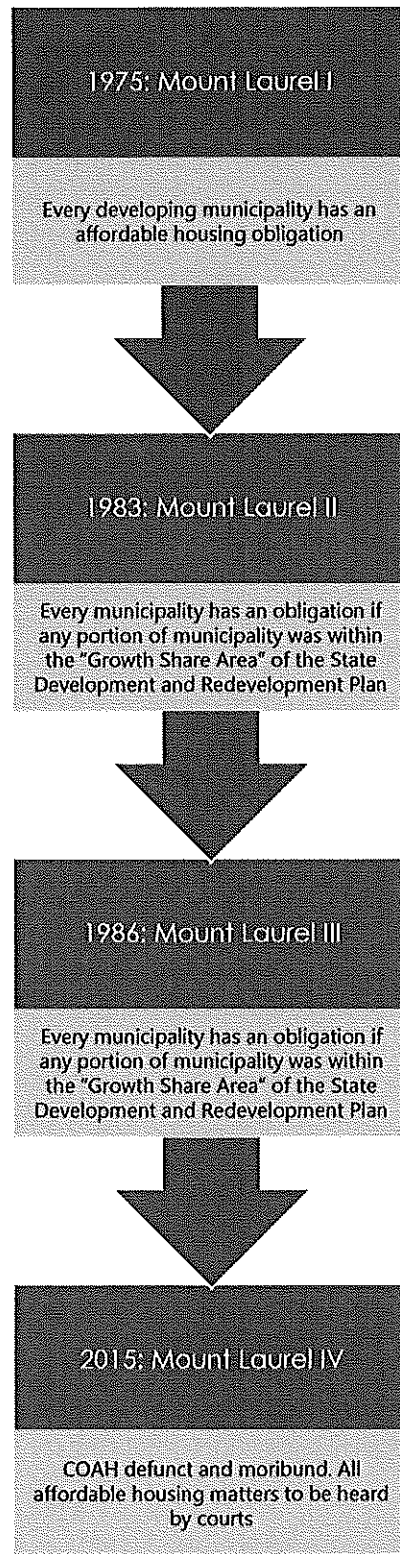 1975: Mount Laurel I
Every developing municipality has an
affordable housing obligation
1983: Mount Laurel II
Every municipality has an obligation if
any portion of municipality was within
the "Growth Share Area" of the State
Development and Redevelopment Plan
1986: Mount Laurel III
Every municipality has an obligation if
any portion of municipality was within
the "Growth Share Area" of the State
Development and Redevelopment Plan
2015: Mount Laurel IV
COAH defunct and moribund. All
affordable housing matters to be heard
by courts